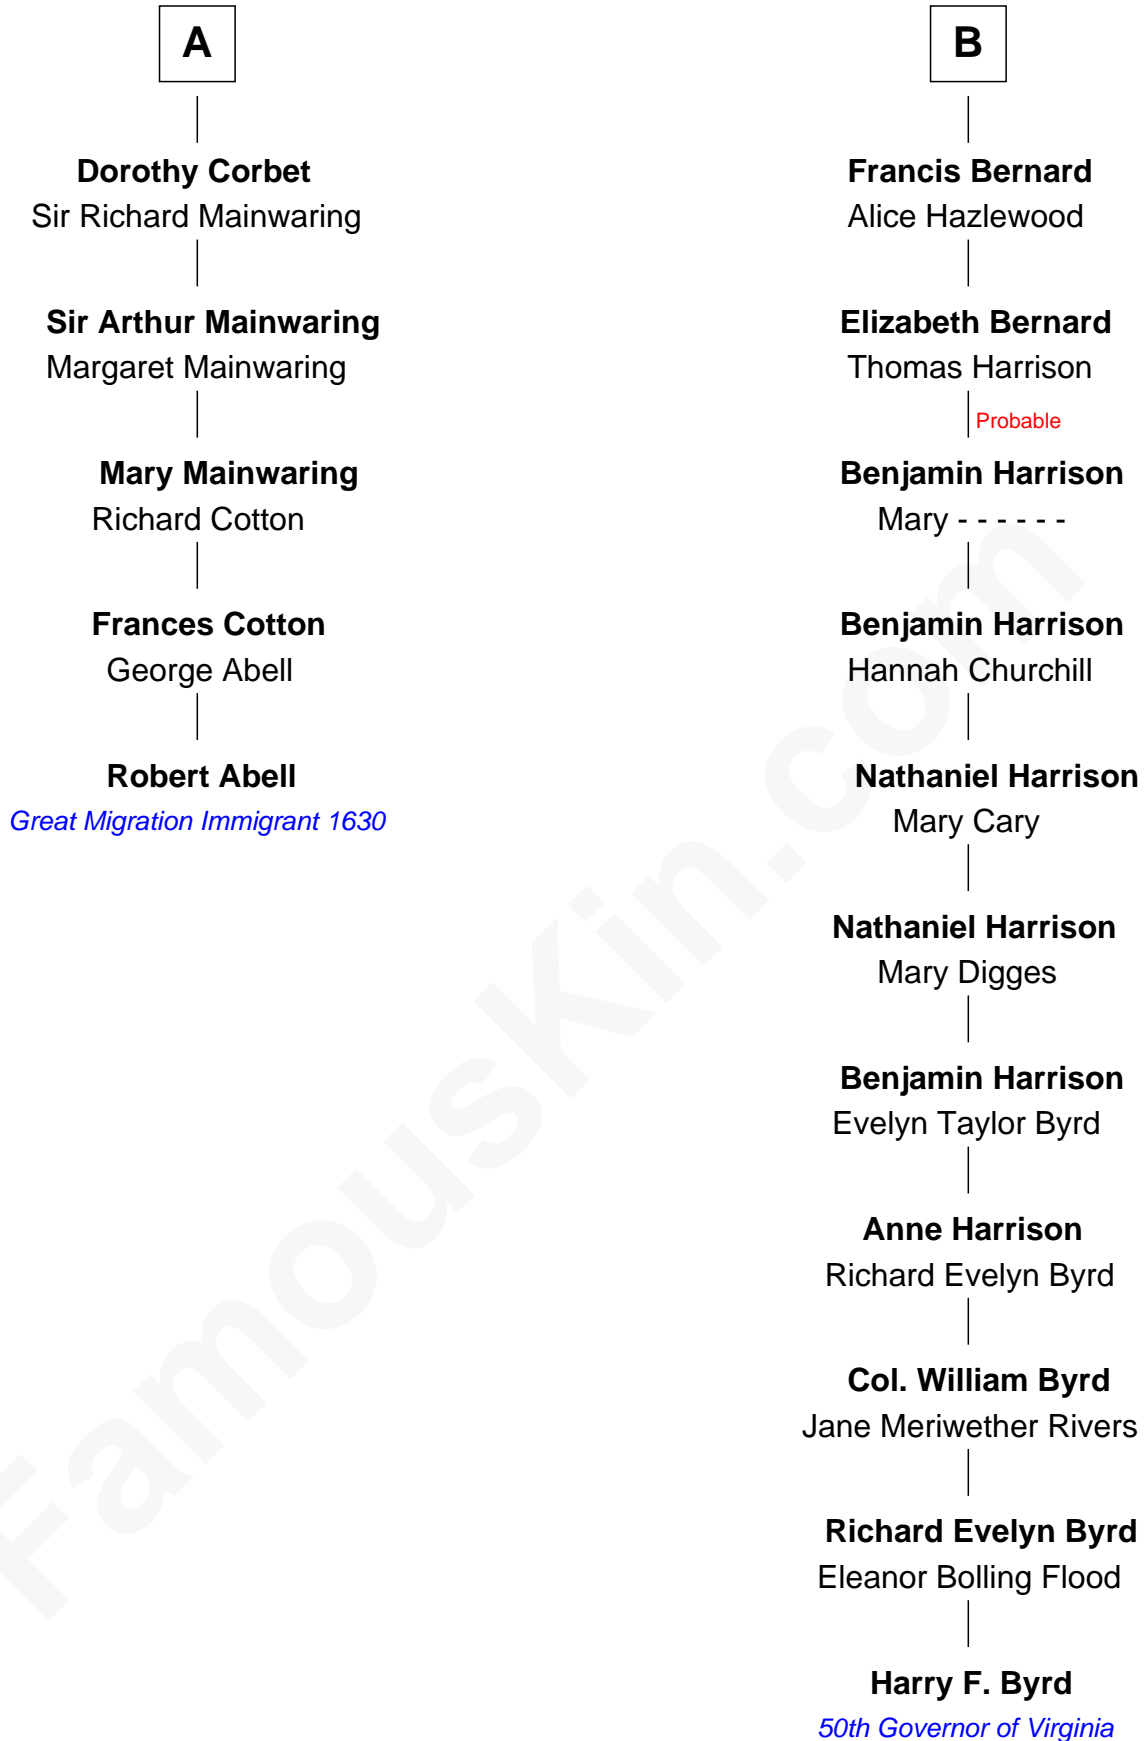 A
Dorothy Corbet
Sir Richard Mainwaring
Sir Arthur Mainwaring
Margaret Mainwaring
Mary Mainwaring
Richard Cotton
Frances Cotton
George Abell
Robert Abell
Great Migration Immigrant 1630
B
Francis Bernard
Alice Hazlewood
Elizabeth Bernard
Thomas Harrison
Probable
Benjamin Harrison
Mary - - - - - -
Benjamin Harrison
Hannah Churchill
Nathaniel Harrison
Mary Cary
Nathaniel Harrison
Mary Digges
Benjamin Harrison
Evelyn Taylor Byrd
Anne Harrison
Richard Evelyn Byrd
Col. William Byrd
Jane Meriwether Rivers
Richard Evelyn Byrd
Eleanor Bolling Flood
Harry F. Byrd
50th Governor of Virginia
FamousKin.com